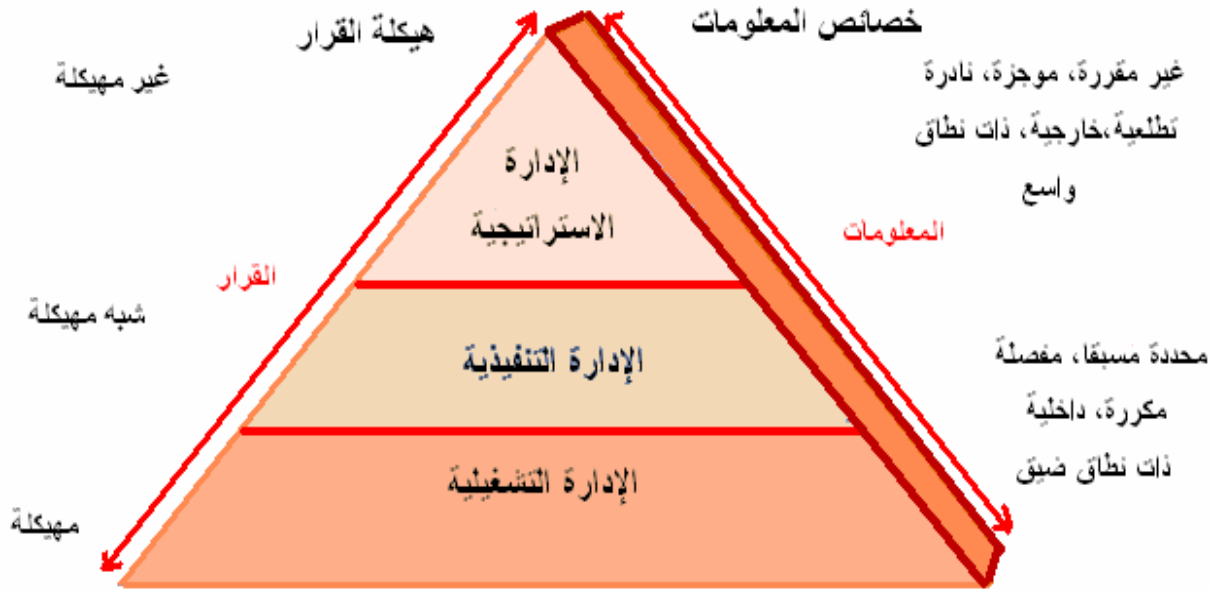 خصائص المعلومات
هيكلة القرار
غير مقررة، موجزة، نادرة
تطلعية،خارجية، ذات نطاق
واسع
غير مهيكلة
الإدارة
الاستراتيجية
المعلومات
القرار
شبه مهيكلة
الإدارة التنفيذية
محددة مسبقا، مفصلة
مكررة، داخلية
ذات نطاق ضيق
الإدارة التشغيلية
مهيكلة